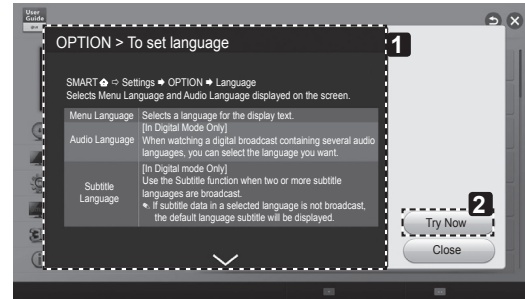 User
Guide
OPTION > To set language
1
SMART ⇨ Settings ➡ OPTION ➡ Language
Selects Menu Language and Audio Language displayed on the screen.
Menu Language Selects a language for the display text.
[In Digital Mode Only]
Audio Language When watching a digital broadcast containing several audio
languages, you can select the language you want.
[In Digital mode Only]
Use the Subtitle function when two or more subtitle
Subtitle
Language
languages are broadcast.
If subtitle data in a selected language is not broadcast,
the default language subtitle will be displayed.
2
Try Now
Close